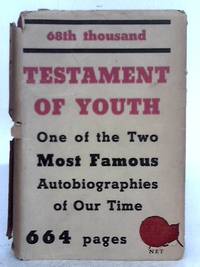 68th thousand
TESTAMENT
OF YOUTH
One of the Two
Most Famous
Autobiographies
of Our Time
664 pages
NET